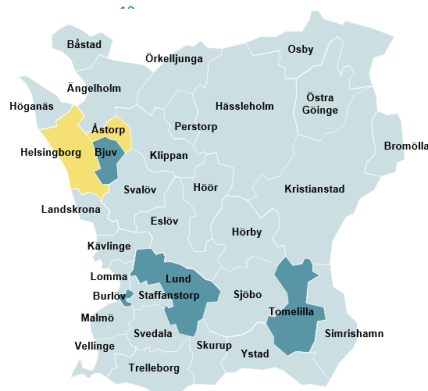 Båstad
Osby
Örkelljunga
Ängelholm
Höganäs
Hässleholm
Östra
Göinge
Åstorp
Perstorp
Bromölla
Helsingborg
Bjuv
Klippan
Svalöv
Höör
Kristianstad
Landskrona
Eslöv
Hörby
Kävlinge
Lomma
Lund
Burlöv
Staffanstorp
Sjöbo
Malmö
Tomelilla
Svedala
Simrishamn
Vellinge
Skurup
Ystad
Trelleborg